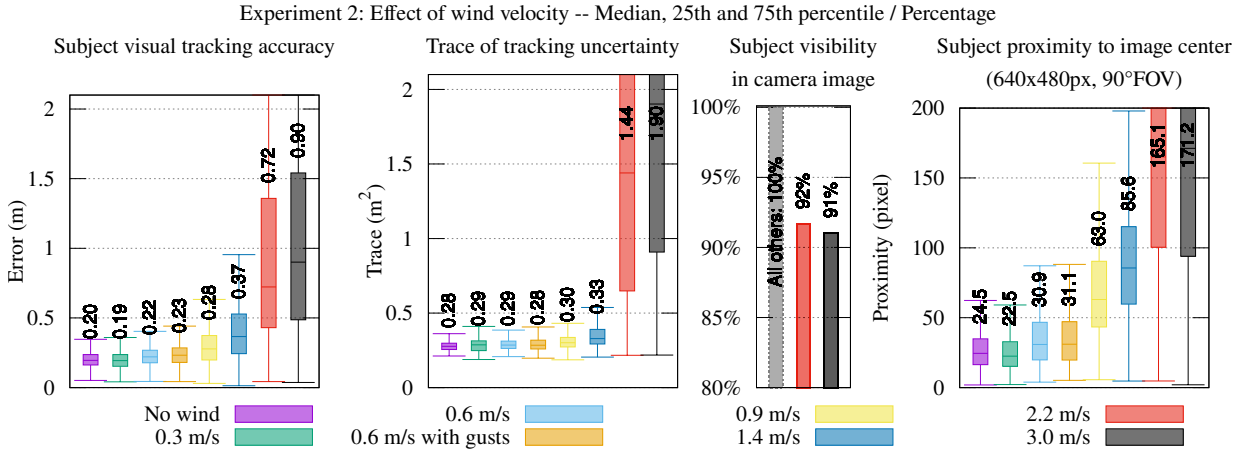 Experiment 2: Effect of wind velocity -- Median, 25th and 75th percentile / Percentage
Subject visual tracking accuracy
Error (m)
2
1.5
1
0.5
0
0.20
0.19
0.22
0.23
0.28
0.37
0.72
0.90
Trace of tracking uncertainty
Trace (m²)
2
1.5
1
0.5
0
0.28
0.29
0.29
0.28
0.30
0.33
1.44
1.90
Subject visibility
in camera image
100%
95%
90%
85%
80%
All others: 100%
92%
91%
Subject proximity to image center
(640x480px, 90°FOV)
Proximity (pixel)
200
150
100
50
0
24.5
22.5
30.9
31.1
63.0
85.6
165.1
171.2
No wind
0.3 m/s
0.6 m/s
0.6 m/s with gusts
0.9 m/s
1.4 m/s
2.2 m/s
3.0 m/s